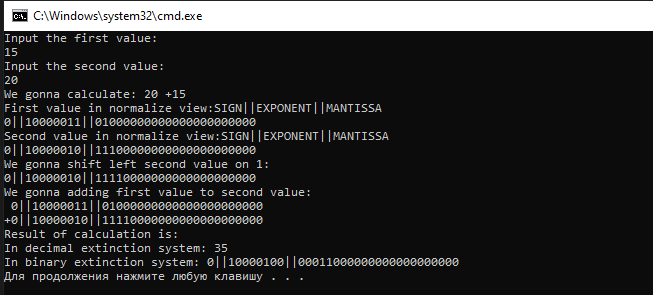 C:\Windows\system32\cmd.exe
Input the first value:
15
Input the second value:
20
We gonna calculate: 20 +15
First value in normalize view:SIGN||EXPONENT||MANTISSA
0||10000011||01000000000000000000000
Second value in normalize view:SIGN||EXPONENT||MANTISSA
0||10000010||11100000000000000000000
We gonna shift left second value on 1:
0||10000010||11110000000000000000000
We gonna adding first value to second value:
 0||10000011||01000000000000000000000
+0||10000010||11110000000000000000000
Result of calculation is:
In decimal extinction system: 35
In binary extinction system: 0||10000100||00011000000000000000000
Для продолжения нажмите любую клавишу . . .